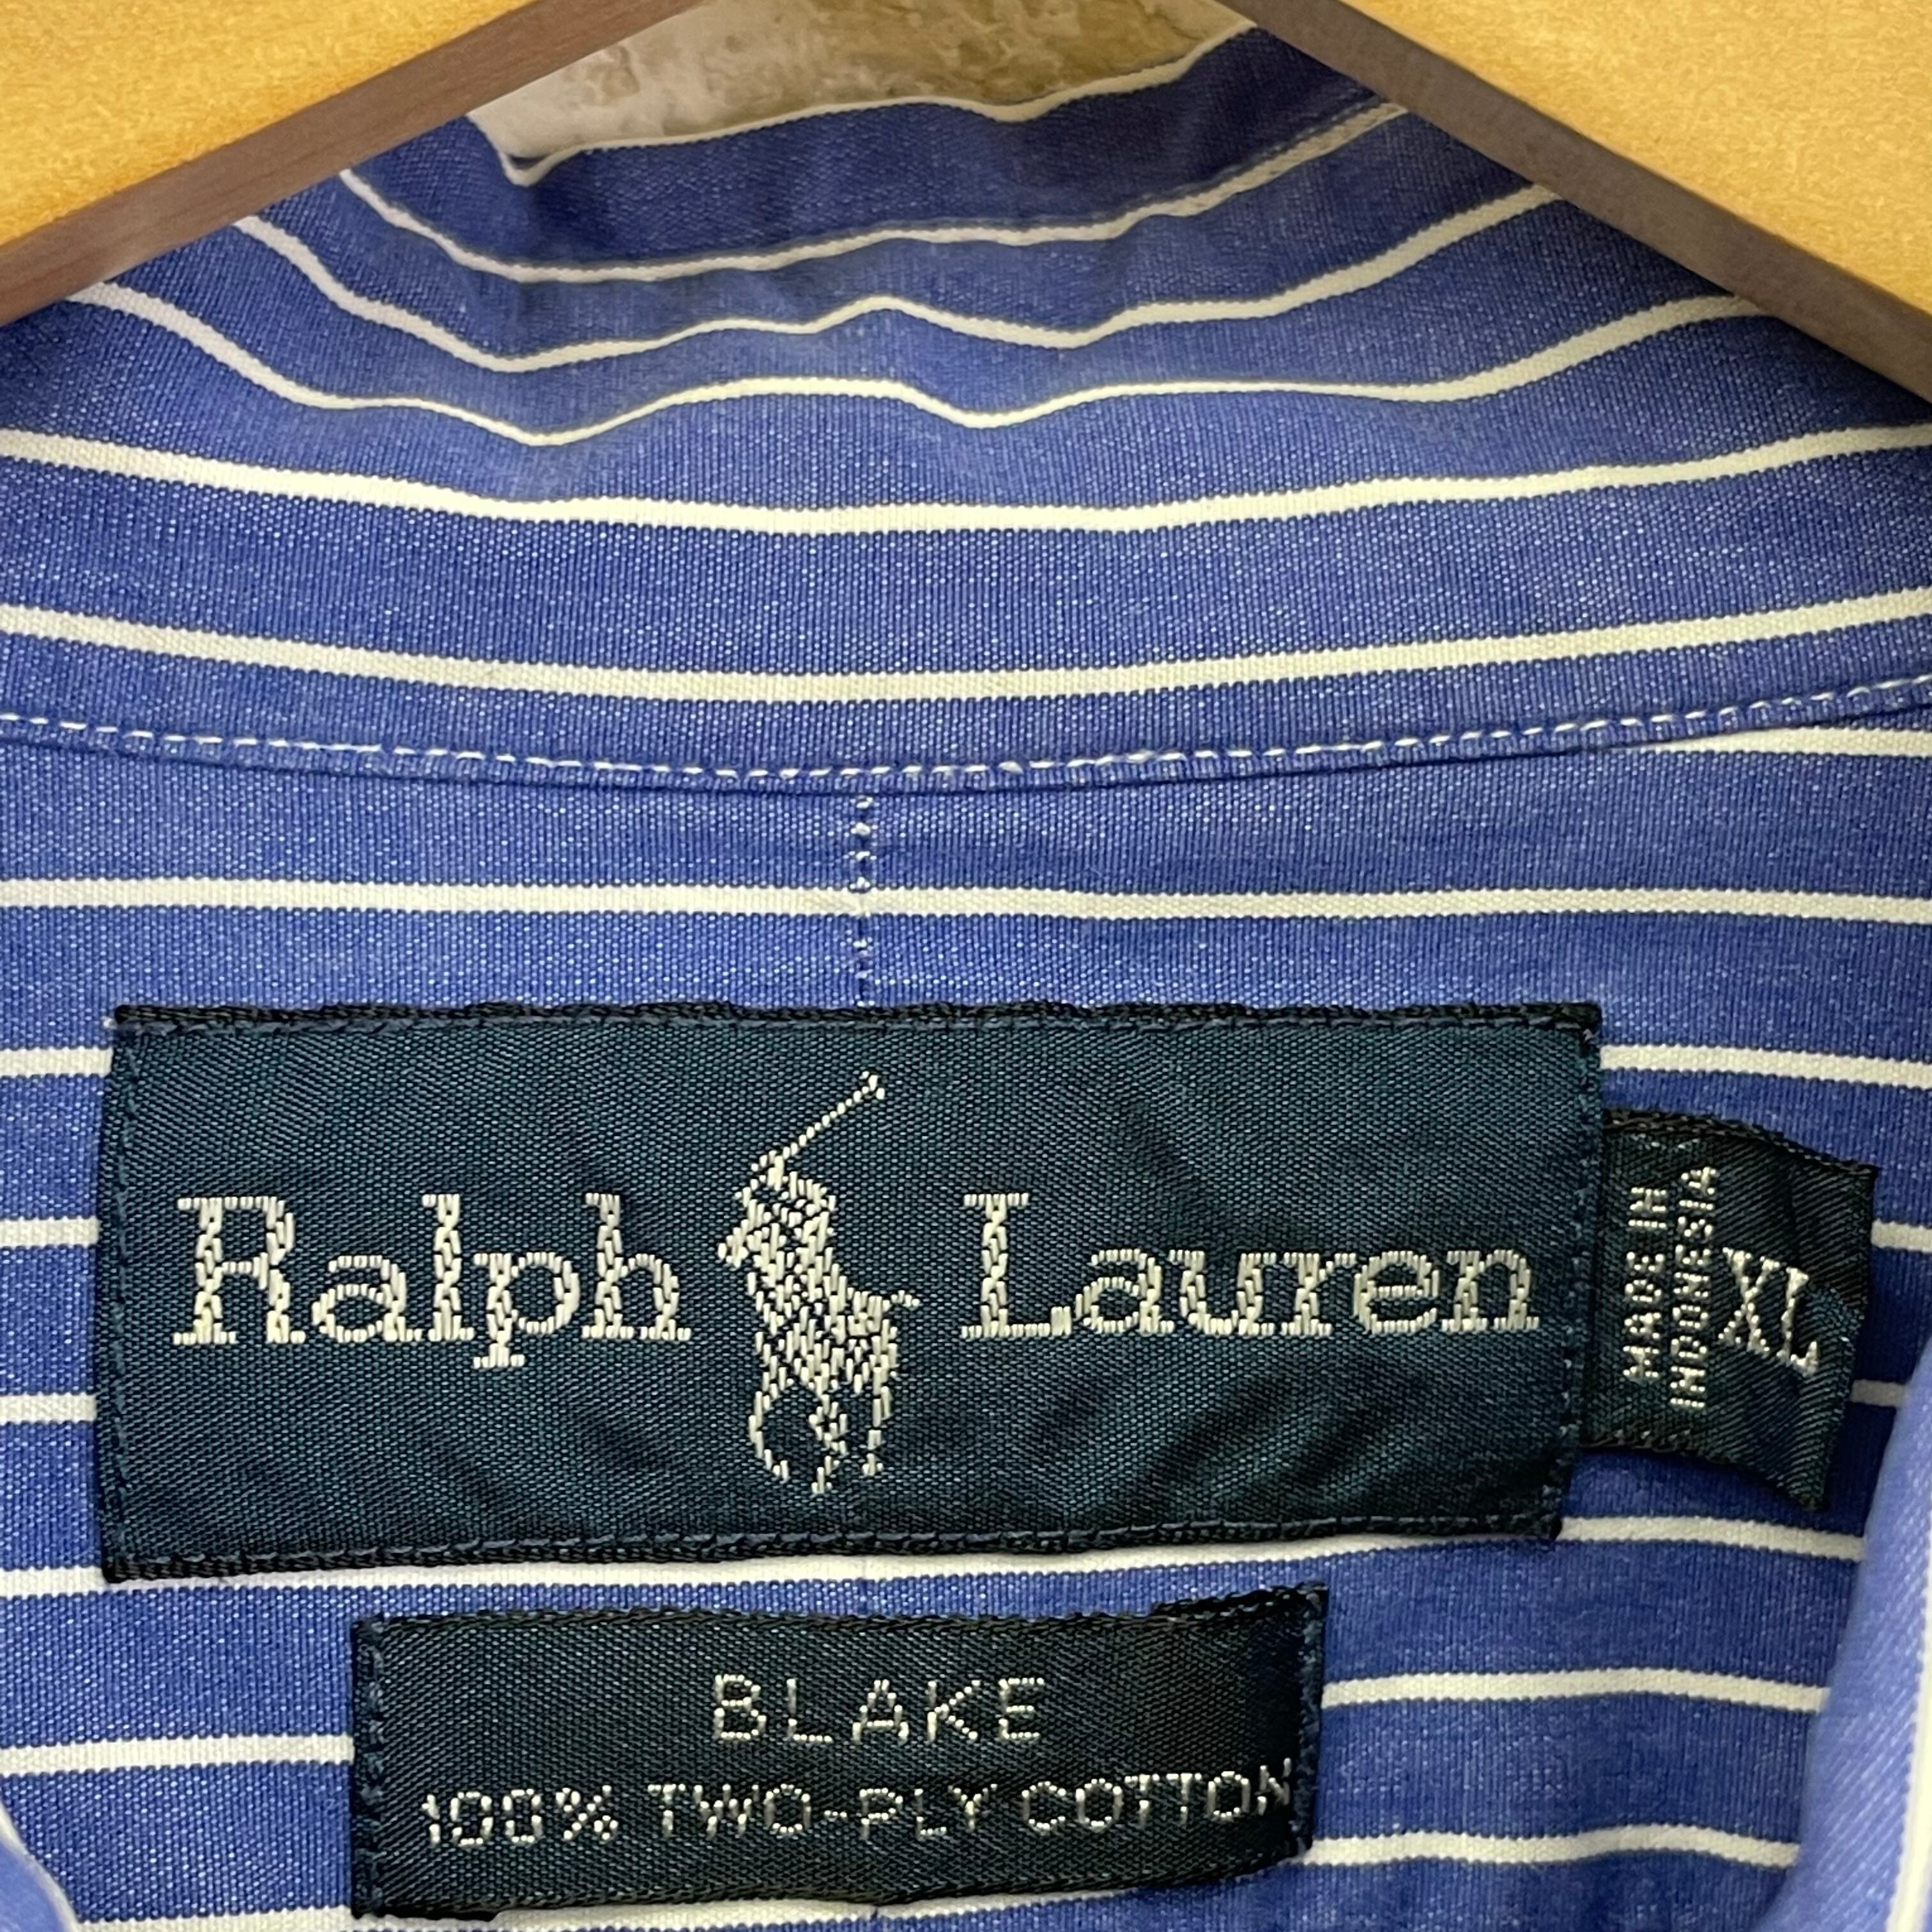 Ralph Lauren
MADE IN
INDONESIA
XL
BLAKE
100% TWO-PLY COTTON